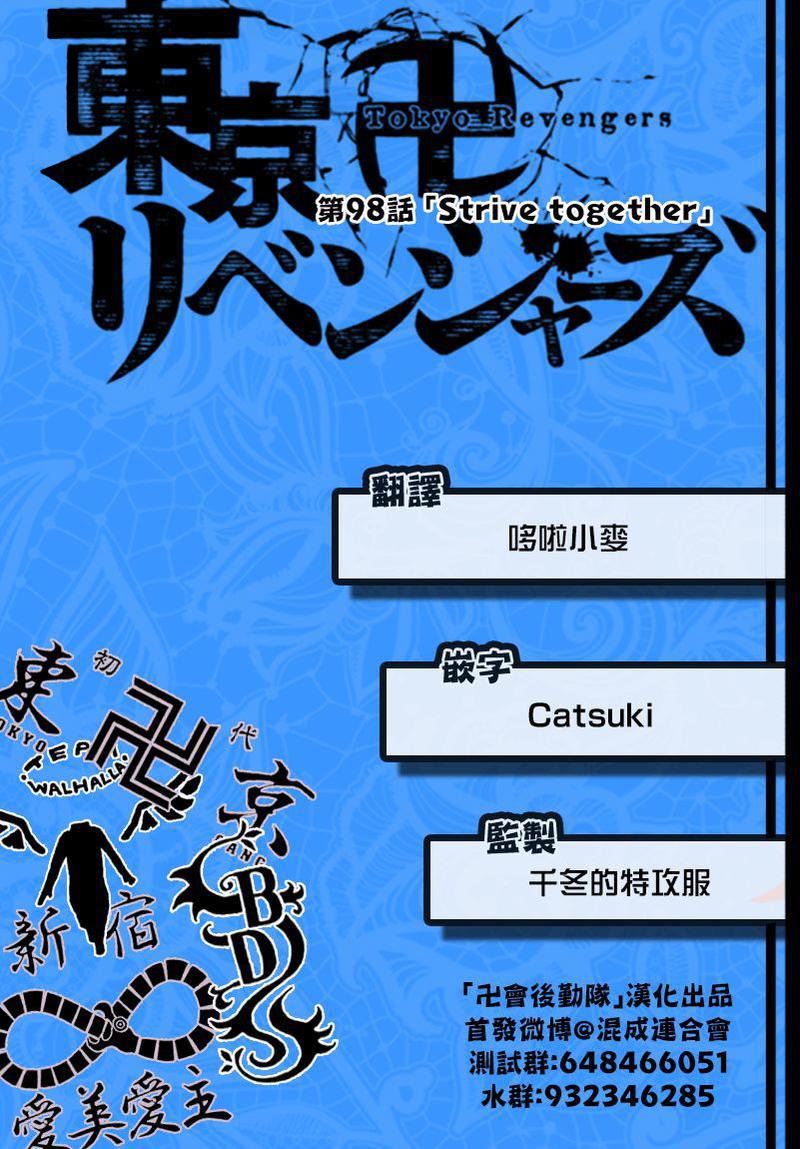 東京卍
Tokyo Revengers
第98話「Strive together」
リベンジャーズ
翻譯
哆啦小麥
嵌字
Catsuki
監製
千冬的特攻服
「卍會後勤隊」漢化出品
首發微博@混成連合會
測試群:648466051
水群:932346285
初代
東卍京
TOKYO
WALHALLA
BD
新宿
愛美愛主